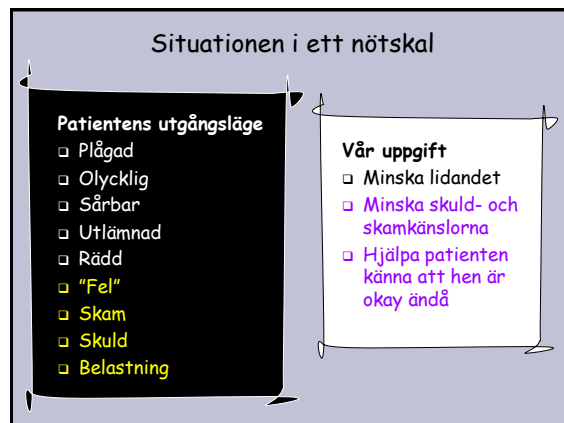 Situationen i ett nötskal
Patientens utgångsläge
❑ Plågad
❑ Olycklig
❑ Sårbar
❑ Utlämnad
❑ Rädd
❑ ”Fel”
❑ Skam
❑ Skuld
❑ Belastning
Vår uppgift
❑ Minska lidandet
❑ Minska skuld- och
skamkänslorna
❑ Hjälpa patienten
känna att hen är
okay ändå